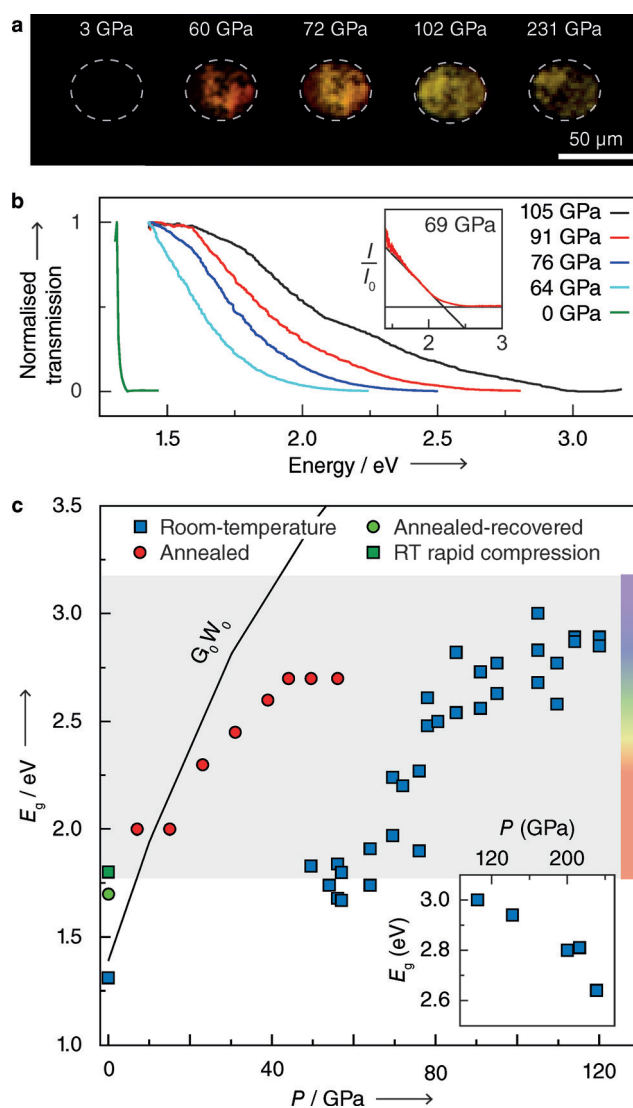 a
3 GPa 60 GPa 72 GPa 102 GPa 231 GPa
50 µm
b
Normalised transmission ⟶
1
0
69 GPa
I
I₀
2 3
105 GPa
91 GPa
76 GPa
64 GPa
0 GPa
1.5 2.0 2.5 3.0
Energy / eV ⟶
c
E_g / eV ⟶
3.5
3.0
2.5
2.0
1.5
1.0
Room-temperature
Annealed
Annealed-recovered
RT rapid compression
G₀W₀
P (GPa)
120 200
E_g (eV)
3.0
2.8
2.6
0 40 80 120
P / GPa ⟶